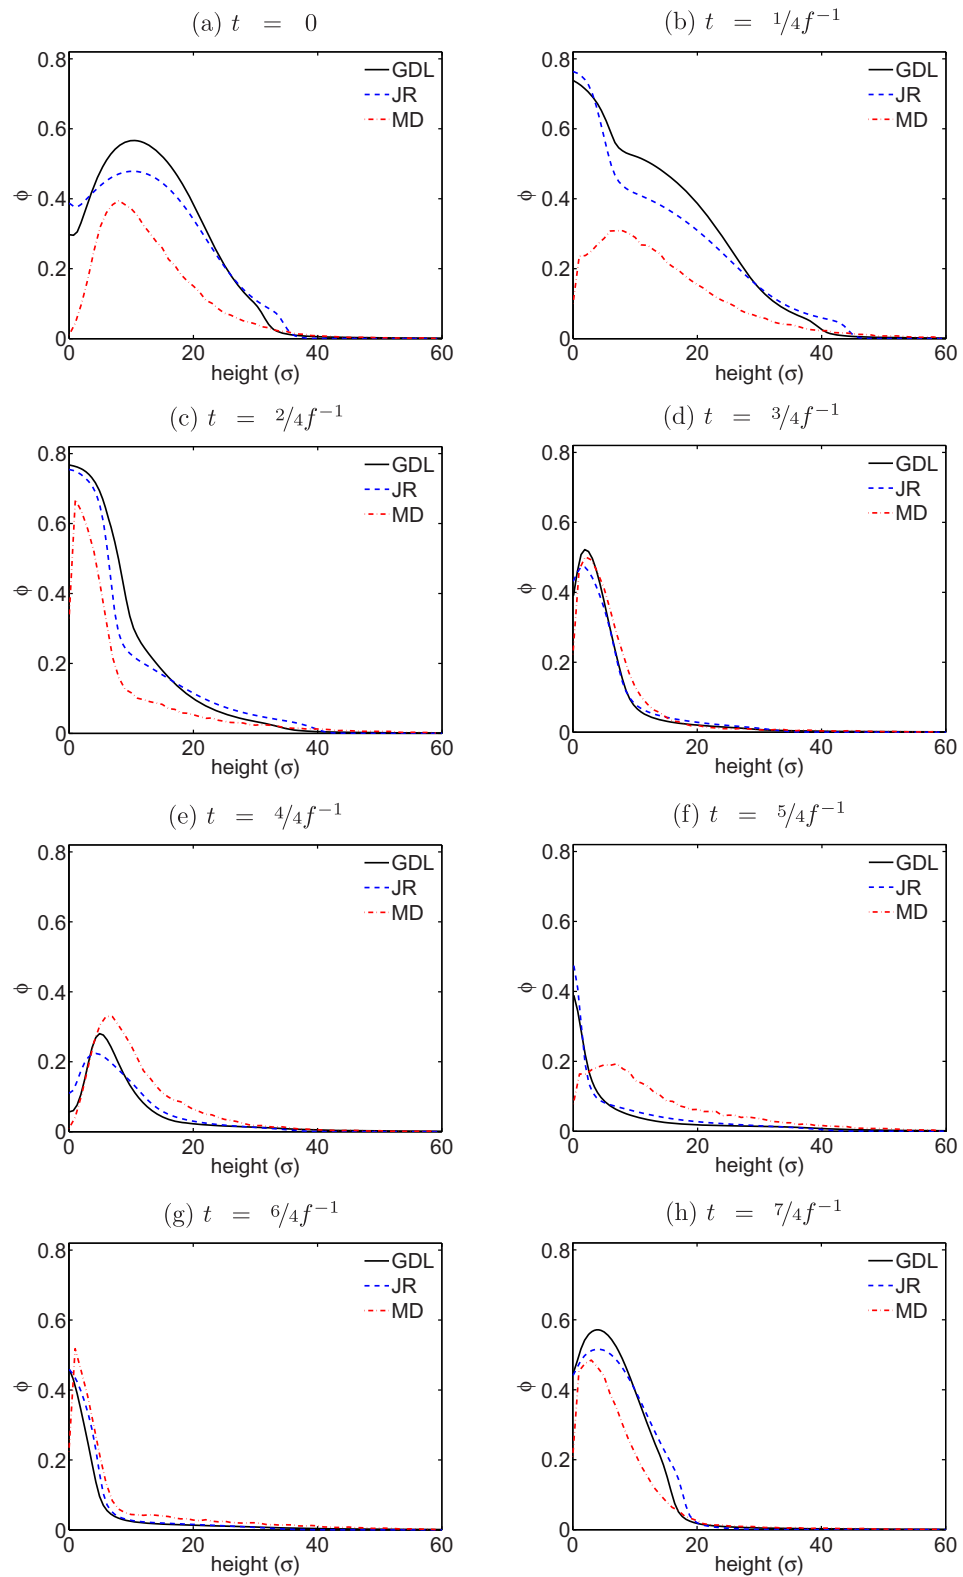 (a) t = 0
(b) t = 1/4f⁻¹
0.8
0.6
0.4
0.2
0
ϕ
GDL
JR
MD
0 20 40 60
height (σ)
0.8
0.6
0.4
0.2
0
ϕ
GDL
JR
MD
0 20 40 60
height (σ)
(c) t = 2/4f⁻¹
(d) t = 3/4f⁻¹
0.8
0.6
0.4
0.2
0
ϕ
GDL
JR
MD
0 20 40 60
height (σ)
0.8
0.6
0.4
0.2
0
ϕ
GDL
JR
MD
0 20 40 60
height (σ)
(e) t = 4/4f⁻¹
(f) t = 5/4f⁻¹
0.8
0.6
0.4
0.2
0
ϕ
GDL
JR
MD
0 20 40 60
height (σ)
0.8
0.6
0.4
0.2
0
ϕ
GDL
JR
MD
0 20 40 60
height (σ)
(g) t = 6/4f⁻¹
(h) t = 7/4f⁻¹
0.8
0.6
0.4
0.2
0
ϕ
GDL
JR
MD
0 20 40 60
height (σ)
0.8
0.6
0.4
0.2
0
ϕ
GDL
JR
MD
0 20 40 60
height (σ)